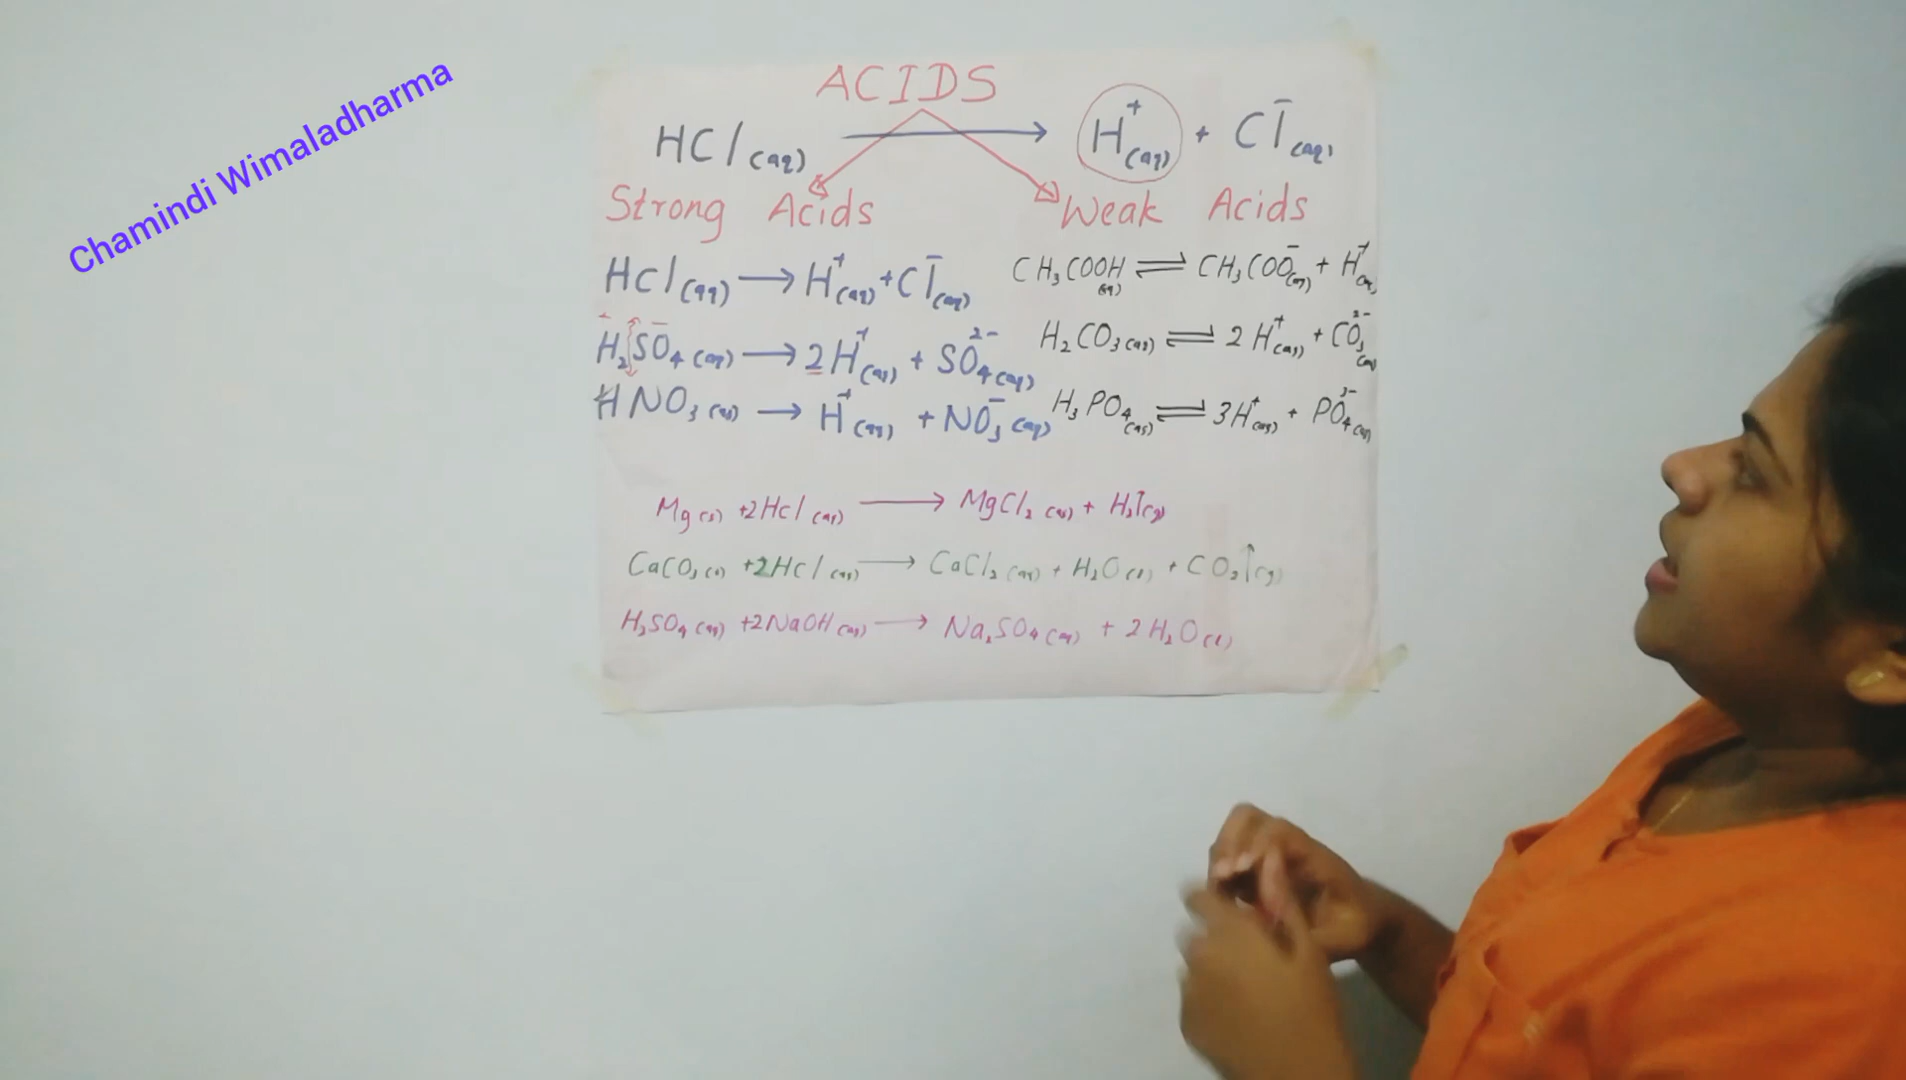 Chamindi Wimaladharma
ACIDS
HCl(aq) → H⁺(aq) + Cl⁻(aq)
Strong Acids
Weak Acids
HCl(aq) → H⁺(aq) + Cl⁻(aq)
CH₃COOH(aq) ⇌ CH₃COO⁻(aq) + H⁺(aq)
H₂SO₄(aq) → 2H⁺(aq) + SO₄²⁻(aq)
H₂CO₃(aq) ⇌ 2H⁺(aq) + CO₃²⁻(aq)
HNO₃(aq) → H⁺(aq) + NO₃⁻(aq)
H₃PO₄(aq) ⇌ 3H⁺(aq) + PO₄³⁻(aq)
Mg(s) + 2HCl(aq) → MgCl₂(aq) + H₂↑(g)
CaCO₃(s) + 2HCl(aq) → CaCl₂(aq) + H₂O(l) + CO₂↑(g)
H₂SO₄(aq) + 2NaOH(aq) → Na₂SO₄(aq) + 2H₂O(l)